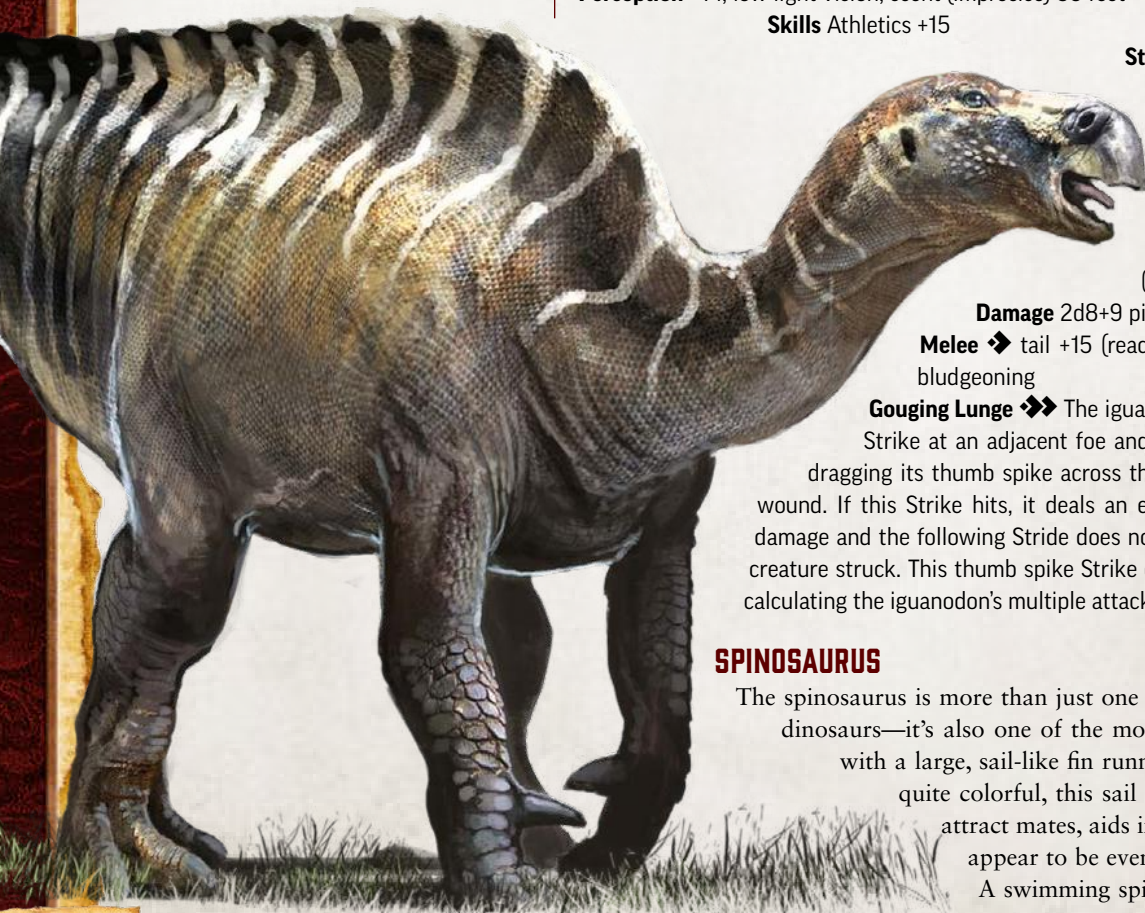 Skills Athletics +15
St
(
Damage 2d8+9 pi
Melee tail +15 (reac
bludgeoning
Gouging Lunge The igua
Strike at an adjacent foe and
dragging its thumb spike across th
wound. If this Strike hits, it deals an e
damage and the following Stride does no
creature struck. This thumb spike Strike
calculating the iguanodon's multiple attack
SPINOSAURUS
The spinosaurus is more than just one
dinosaurs—it's also one of the mo
with a large, sail-like fin runn
quite colorful, this sail
attract mates, aids i
appear to be ever
A swimming spi